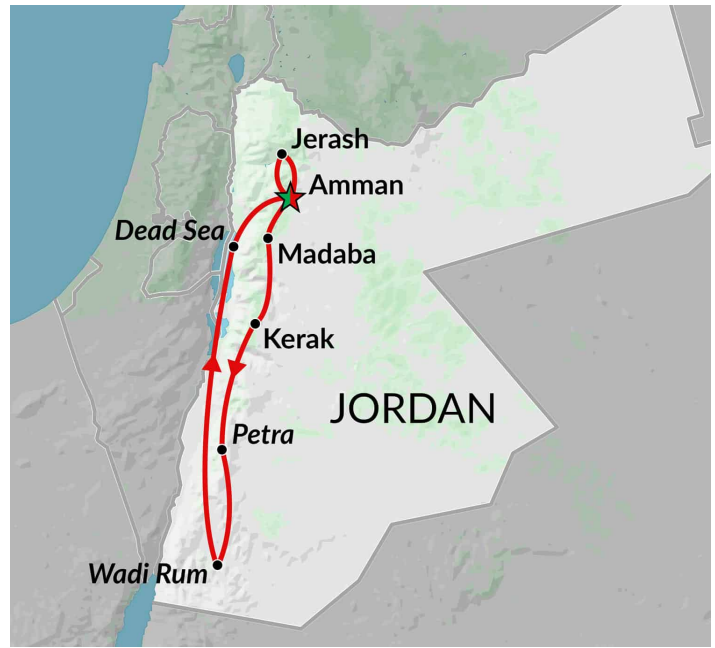 Jerash
Amman
Dead Sea
Madaba
Kerak
JORDAN
Petra
Wadi Rum